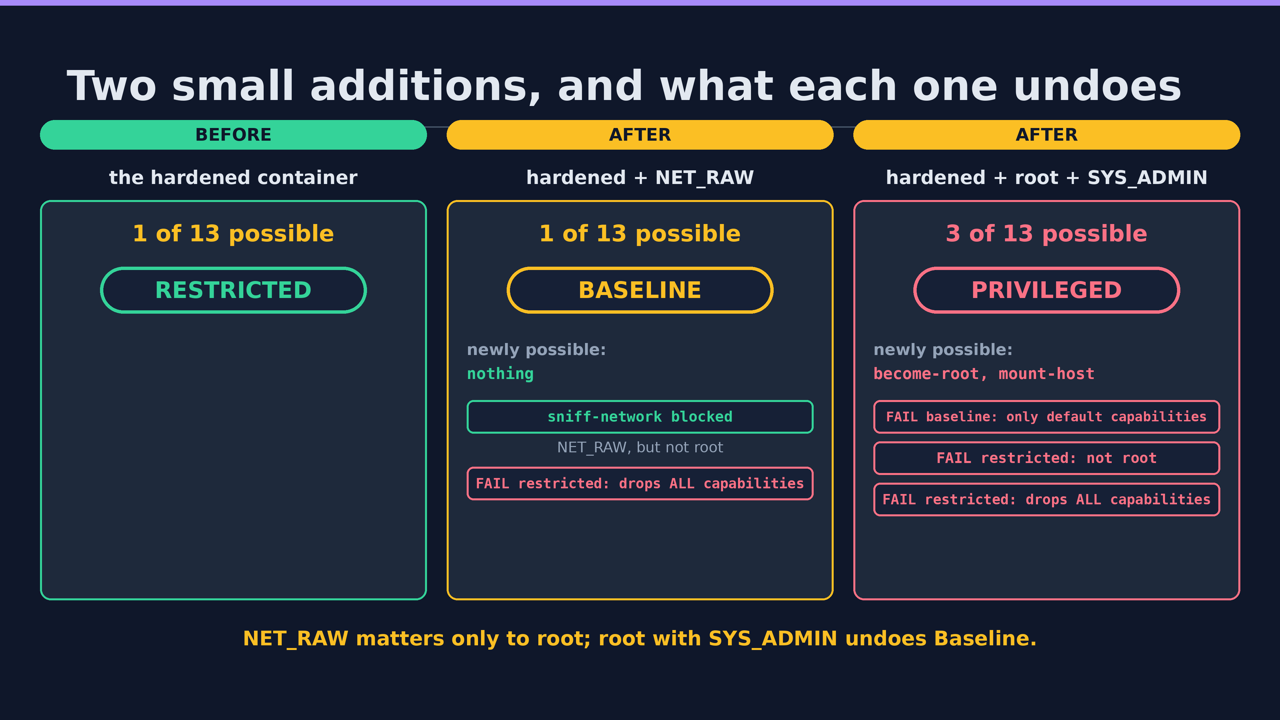 Two small additions, and what each one undoes
BEFORE
the hardened container
1 of 13 possible
RESTRICTED
AFTER
hardened + NET_RAW
1 of 13 possible
BASELINE
newly possible:
nothing
sniff-network blocked
NET_RAW, but not root
FAIL restricted: drops ALL capabilities
AFTER
hardened + root + SYS_ADMIN
3 of 13 possible
PRIVILEGED
newly possible:
become-root, mount-host
FAIL baseline: only default capabilities
FAIL restricted: not root
FAIL restricted: drops ALL capabilities
NET_RAW matters only to root; root with SYS_ADMIN undoes Baseline.